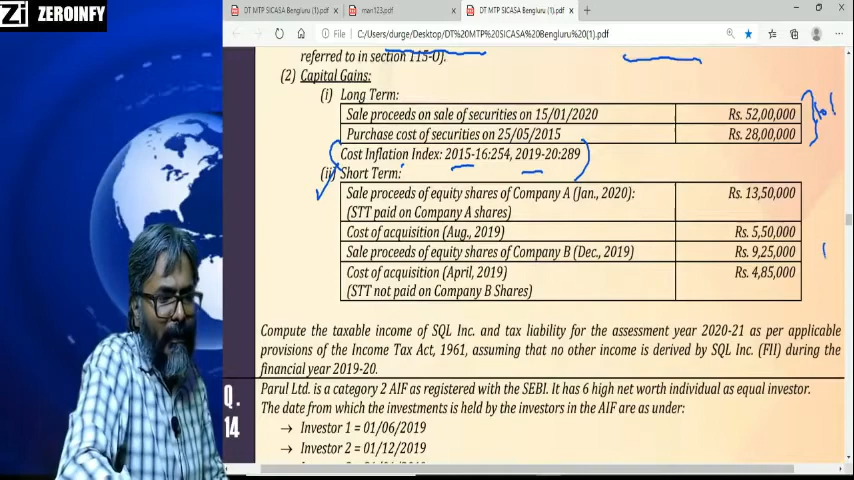 Zi ZEROINFY
DT MTP SICASA Bengluru (1).pdf
mari123.pdf
DT MTP SICASA Bengluru (1).pdf
File | C:/Users/durge/Desktop/DT%20MTP%20SICASA%20Bengluru%20(1).pdf
referred to in section 115-O).
(2) Capital Gains:
(i) Long Term:
Sale proceeds on sale of securities on 15/01/2020 Rs. 52,00,000
Purchase cost of securities on 25/05/2015 Rs. 28,00,000
Cost Inflation Index: 2015-16:254, 2019-20:289
(ii) Short Term:
Sale proceeds of equity shares of Company A (Jan., 2020): Rs. 13,50,000
(STT paid on Company A shares)
Cost of acquisition (Aug., 2019) Rs. 5,50,000
Sale proceeds of equity shares of Company B (Dec., 2019) Rs. 9,25,000
Cost of acquisition (April, 2019) Rs. 4,85,000
(STT not paid on Company B Shares)
Compute the taxable income of SQL Inc. and tax liability for the assessment year 2020-21 as per applicable
provisions of the Income Tax Act, 1961, assuming that no other income is derived by SQL Inc. (FII) during the
financial year 2019-20.
Q.
14
Parul Ltd. is a category 2 AIF as registered with the SEBI. It has 6 high net worth individual as equal investor.
The date from which the investments is held by the investors in the AIF are as under:
→ Investor 1 = 01/06/2019
→ Investor 2 = 01/12/2019